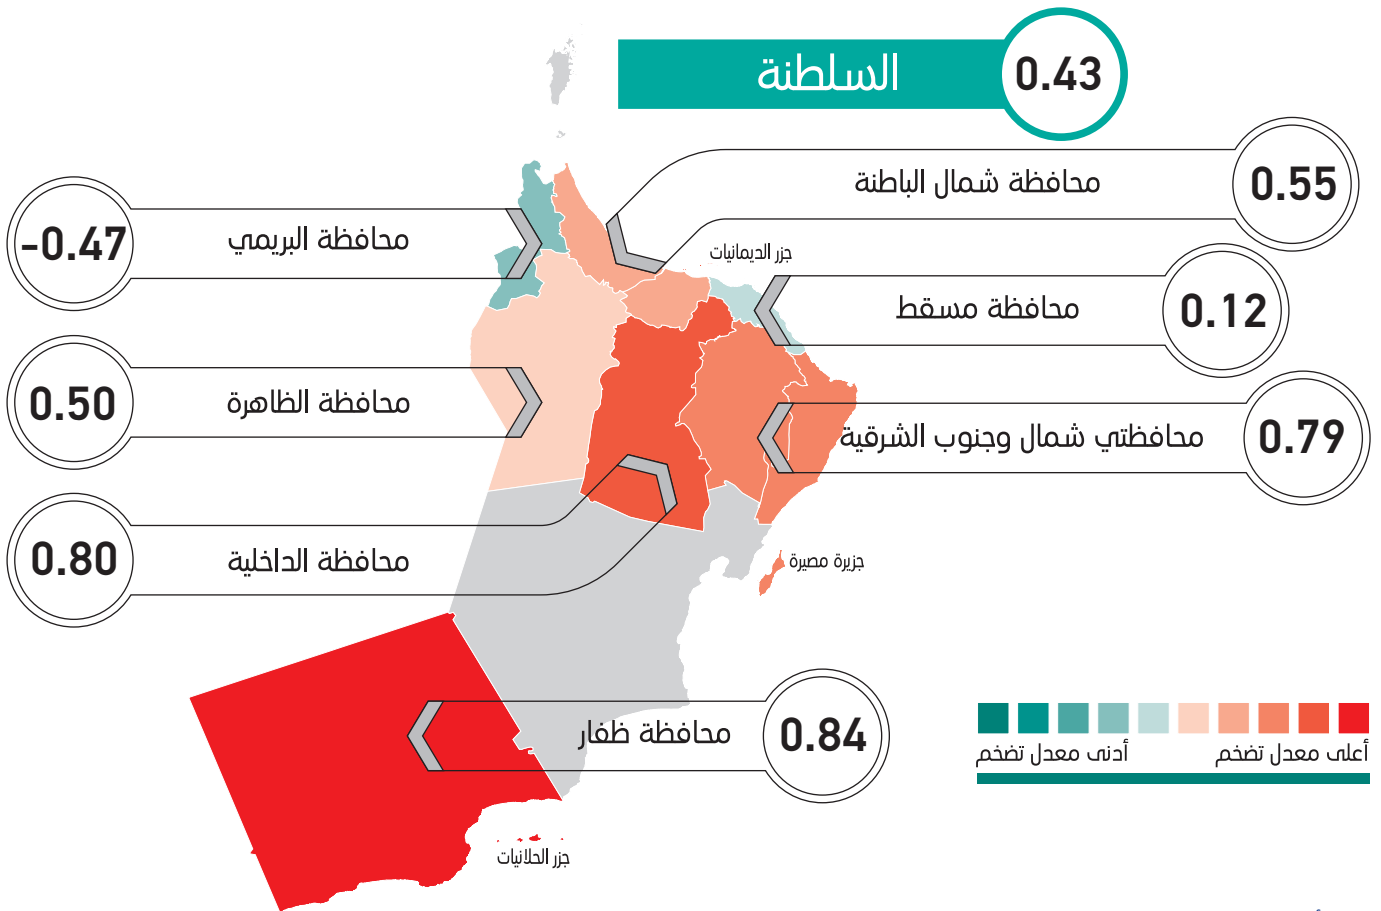 السلطنة
0.43
محافظة شمال الباطنة
0.55
محافظة البريمي
-0.47
جزر الديمانيات
محافظة مسقط
0.12
محافظة الظاهرة
0.50
محافظتي شمال وجنوب الشرقية
0.79
محافظة الداخلية
0.80
جزيرة مصيرة
محافظة ظفار
0.84
أعلى معدل تضخم
أدنى معدل تضخم
جزر الحلانيات